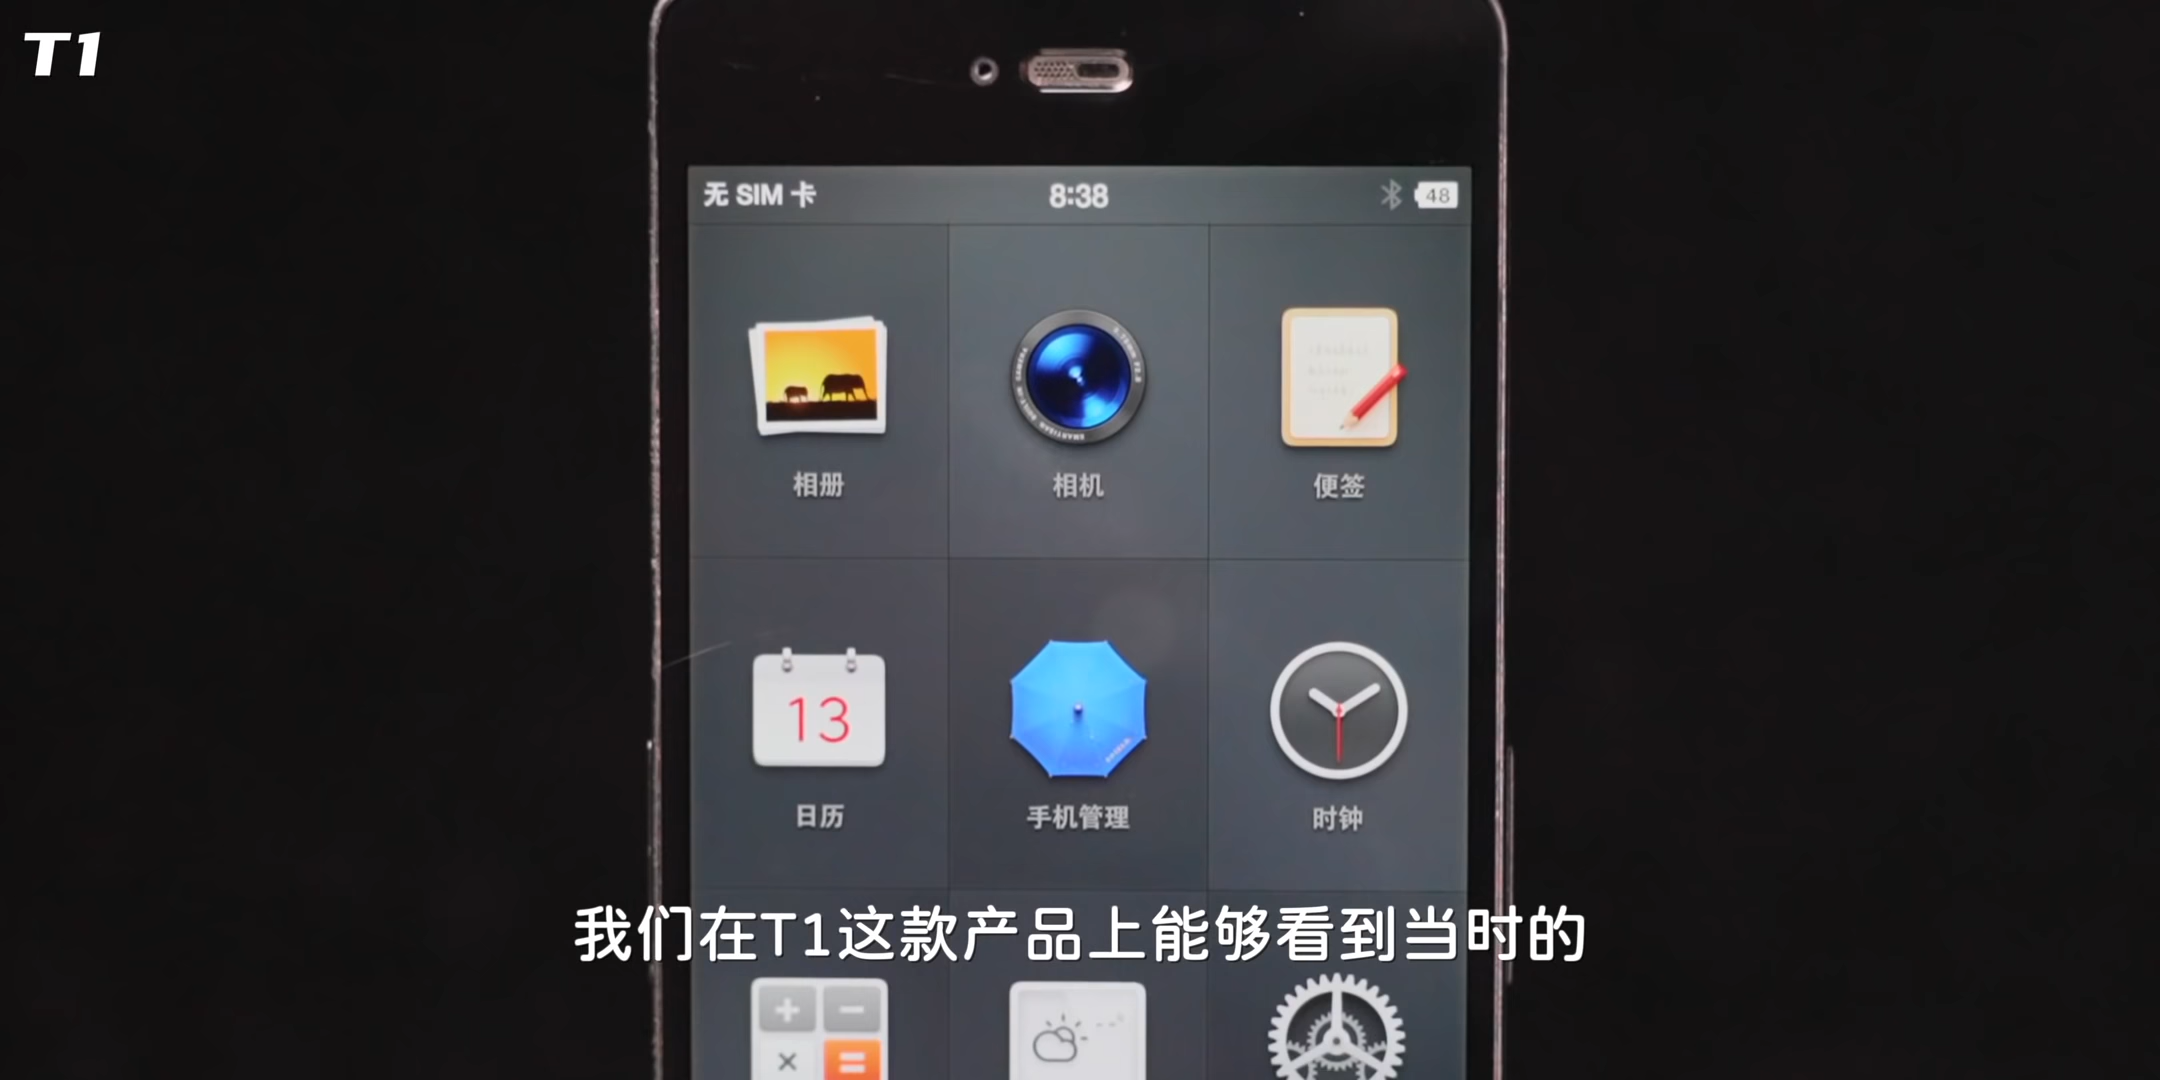 T1
无 SIM 卡 8:38 48
相册 相机 便签
13
日历 手机管理 时钟
我们在T1这款产品上能够看到当时的
+ −
× =